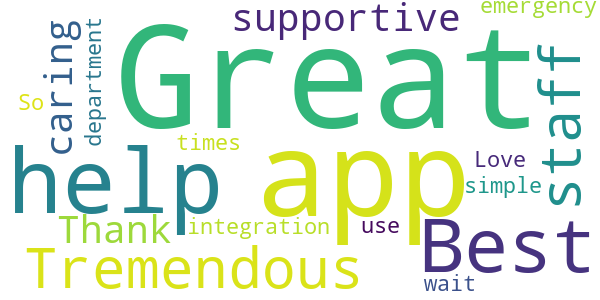 emergency
supportive
Great
caring
department
staff
So
times
help
app
Love
simple
Thank
integration
use
Best
Tremendous
wait